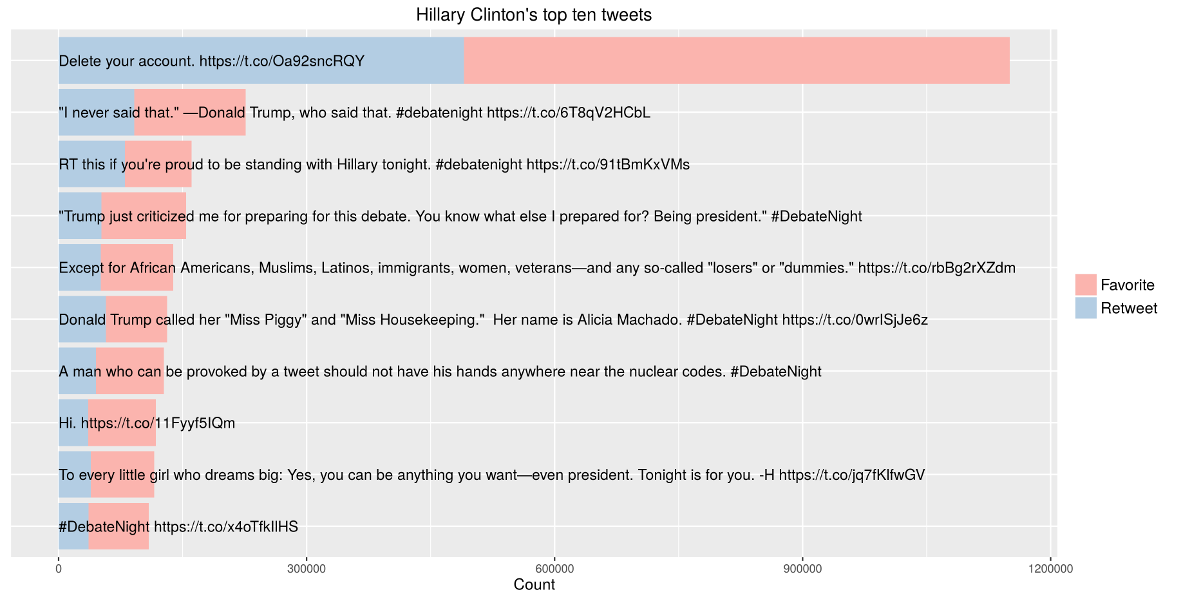 Hillary Clinton's top ten tweets
Delete your account. https://t.co/Oa92sncRQY
"I never said that." —Donald Trump, who said that. #debatenight https://t.co/6T8qV2HCbL
RT this if you're proud to be standing with Hillary tonight. #debatenight https://t.co/91tBmKxVMs
"Trump just criticized me for preparing for this debate. You know what else I prepared for? Being president." #DebateNight
Except for African Americans, Muslims, Latinos, immigrants, women, veterans—and any so-called "losers" or "dummies." https://t.co/rbBg2rXZdm
Donald Trump called her "Miss Piggy" and "Miss Housekeeping."  Her name is Alicia Machado. #DebateNight https://t.co/0wrISjJe6z
A man who can be provoked by a tweet should not have his hands anywhere near the nuclear codes. #DebateNight
Hi. https://t.co/11Fyyf5IQm
To every little girl who dreams big: Yes, you can be anything you want—even president. Tonight is for you. -H https://t.co/jq7fKlfwGV
#DebateNight https://t.co/x4oTfkIlHS
Favorite
Retweet
0 300000 600000 900000 1200000
Count